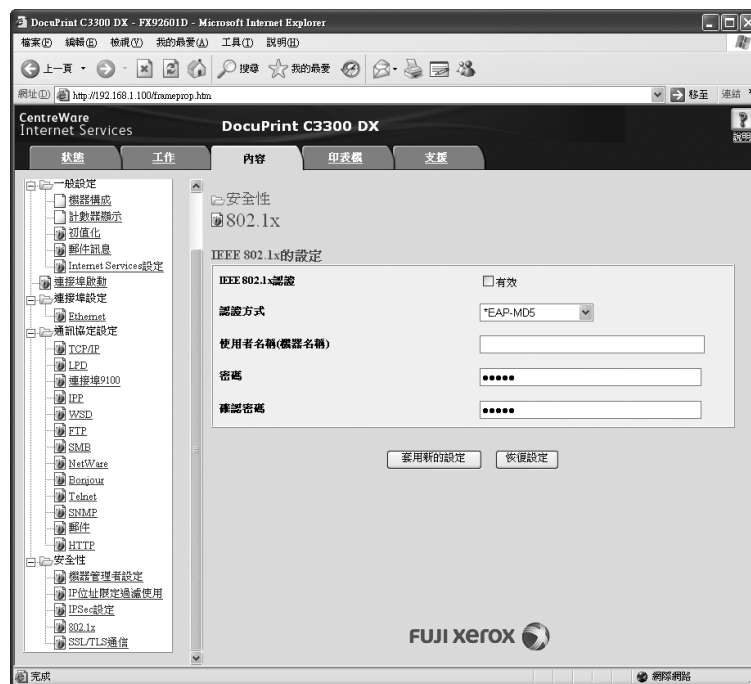 DocuPrint C3300 DX - FX92601D - Microsoft Internet Explorer
檔案(F) 編輯(E) 檢視(V) 我的最愛(A) 工具(T) 說明(H)
上一頁 搜尋 我的最愛
網址(D) http://192.168.1.100/frameprop.htm 移至 連結
CentreWare
Internet Services
DocuPrint C3300 DX
說明
狀態 工作 內容 印表機 支援
一般設定
機器構成
計數器顯示
初值化
郵件訊息
Internet Services設定
連接埠啟動
連接埠設定
Ethernet
通訊協定設定
TCP/IP
LPD
連接埠9100
IPP
WSD
FTP
SMB
NetWare
Bonjour
Telnet
SNMP
郵件
HTTP
安全性
機器管理者設定
IP位址限定過濾使用
IPSec設定
802.1x
SSL/TLS通信
安全性
802.1x
IEEE 802.1x的設定
IEEE 802.1x認證 有效
認證方式 *EAP-MD5
使用者名稱(機器名稱)
密碼 •••••
確認密碼 •••••
套用新的設定 恢復設定
FUJI XEROX
完成 網際網路